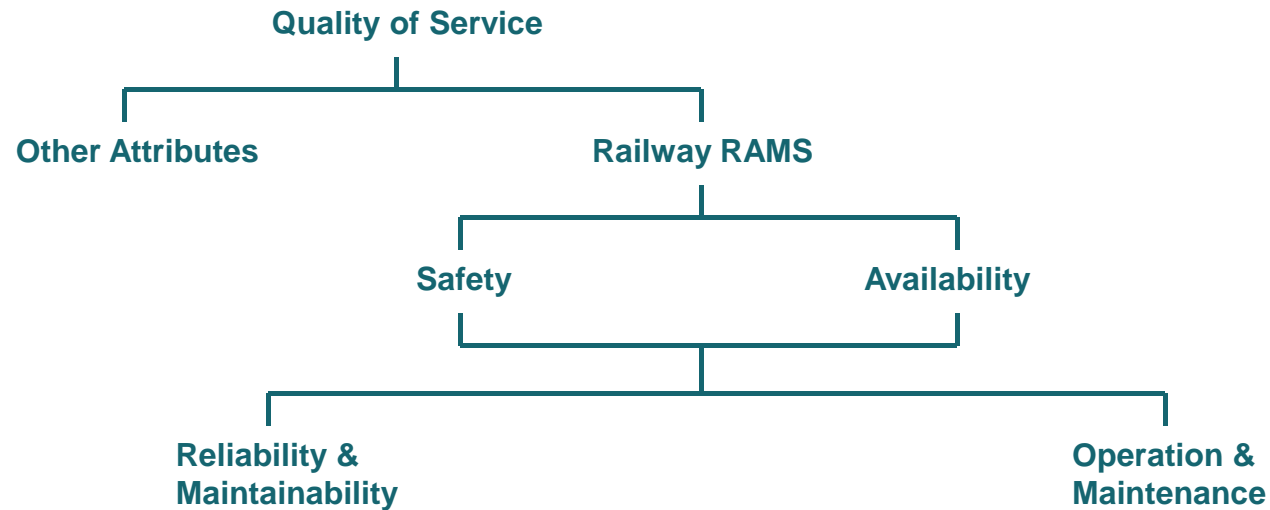 Quality of Service
Other Attributes
Railway RAMS
Safety
Availability
Reliability &
Maintainability
Operation &
Maintenance